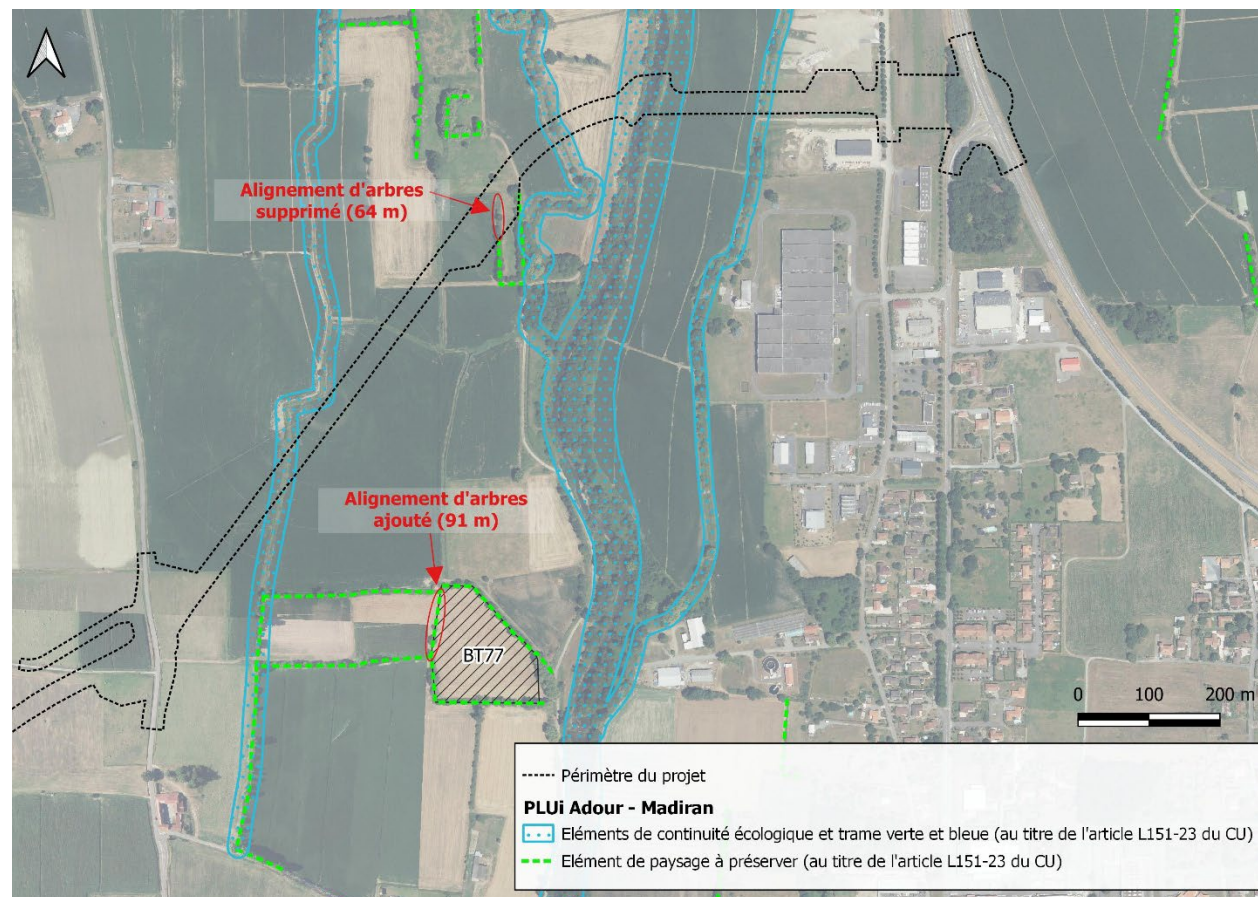 Alignement d'arbres
supprimé (64 m)
Alignement d'arbres
ajouté (91 m)
BT77
0 100 200 m
Périmètre du projet
PLUi Adour - Madiran
Eléments de continuité écologique et trame verte et bleue (au titre de l'article L151-23 du CU)
Elément de paysage à préserver (au titre de l'article L151-23 du CU)